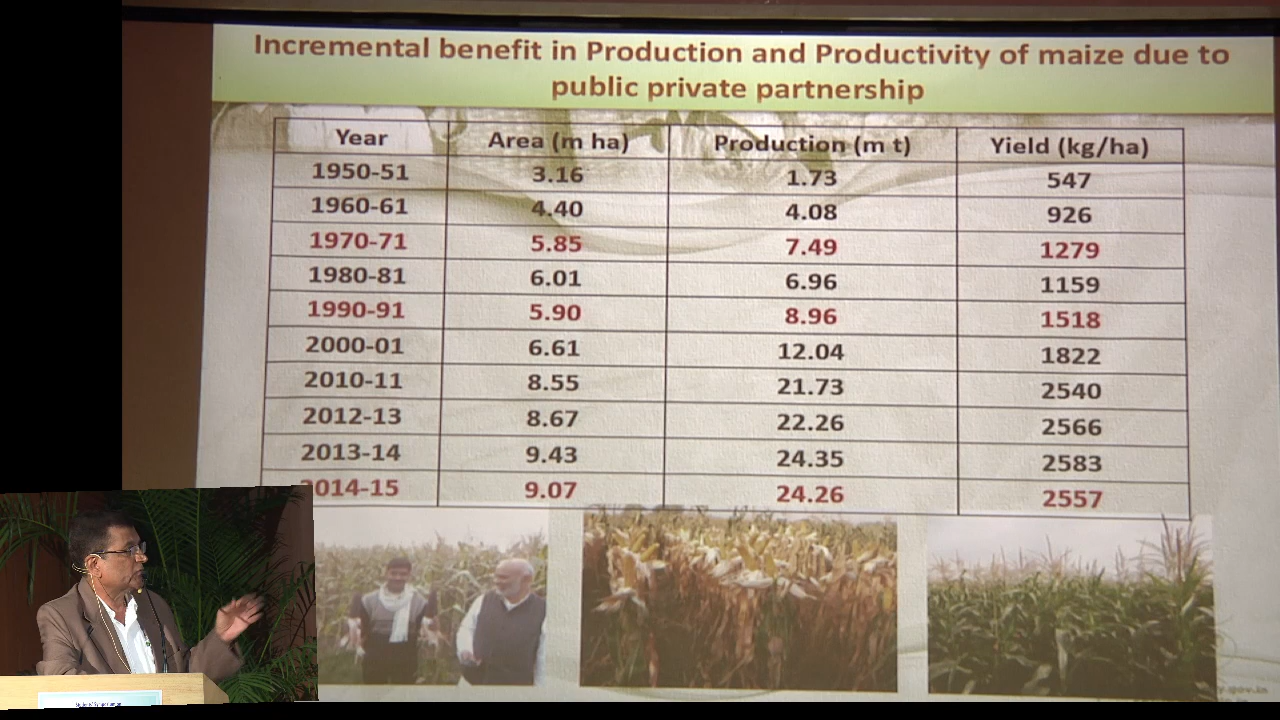 Incremental benefit in Production and Productivity of maize due to
public private partnership
Year Area (m ha) Production (m t) Yield (kg/ha)
1950-51 3.16 1.73 547
1960-61 4.40 4.08 926
1970-71 5.85 7.49 1279
1980-81 6.01 6.96 1159
1990-91 5.90 8.96 1518
2000-01 6.61 12.04 1822
2010-11 8.55 21.73 2540
2012-13 8.67 22.26 2566
2013-14 9.43 24.35 2583
2014-15 9.07 24.26 2557